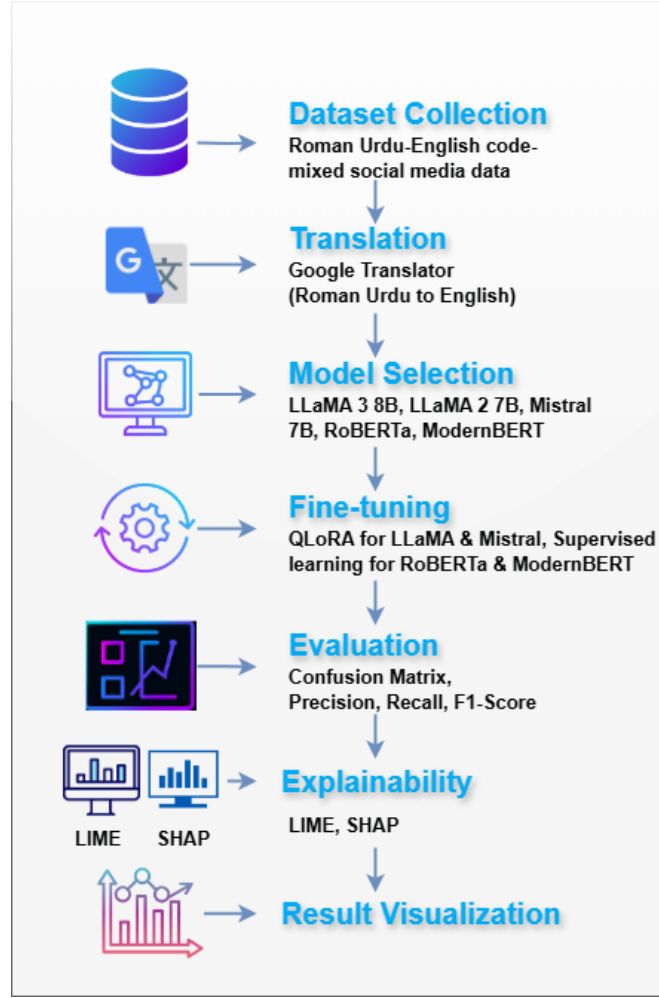 Dataset Collection
Roman Urdu-English code-
mixed social media data
Translation
G 文
Google Translator
(Roman Urdu to English)
Model Selection
LLaMA 3 8B, LLaMA 2 7B, Mistral
7B, RoBERTa, ModernBERT
Fine-tuning
QLoRA for LLaMA & Mistral, Supervised
learning for RoBERTa & ModernBERT
Evaluation
Confusion Matrix,
Precision, Recall, F1-Score
Explainability
LIME SHAP
LIME, SHAP
Result Visualization